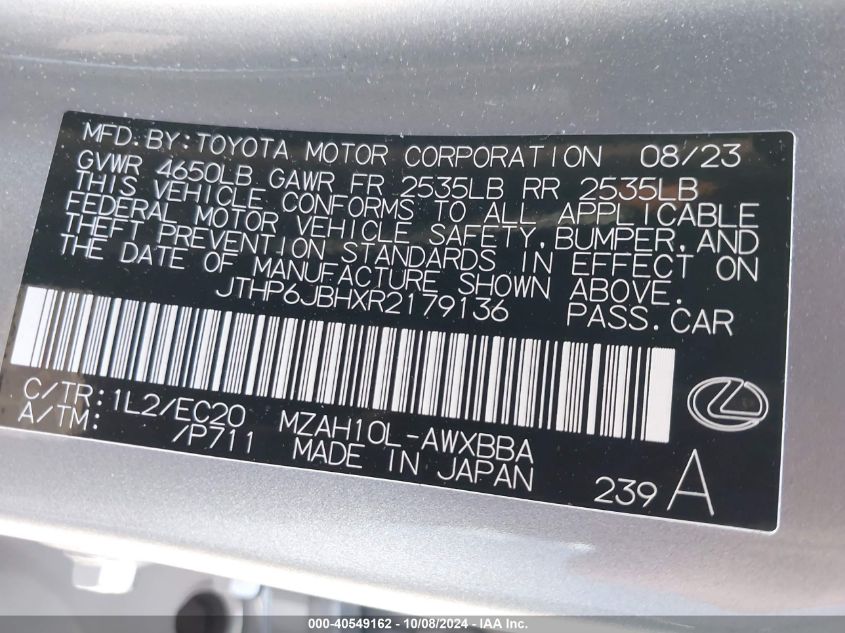 MFD. BY: TOYOTA MOTOR CORPORATION 08/23
GVWR 4650LB GAWR FR 2535LB RR 2535LB
THIS VEHICLE CONFORMS TO ALL APPLICABLE
FEDERAL MOTOR VEHICLE SAFETY, BUMPER, AND
THEFT PREVENTION STANDARDS IN EFFECT ON
THE DATE OF MANUFACTURE SHOWN ABOVE.
JTHP6JBHXR2179136 PASS. CAR
C/TR: 1L2/EC20 MZAH10L-AWXBBA
A/TM: /P711 MADE IN JAPAN
239 A
000-40549162 - 10/08/2024 - IAA Inc.